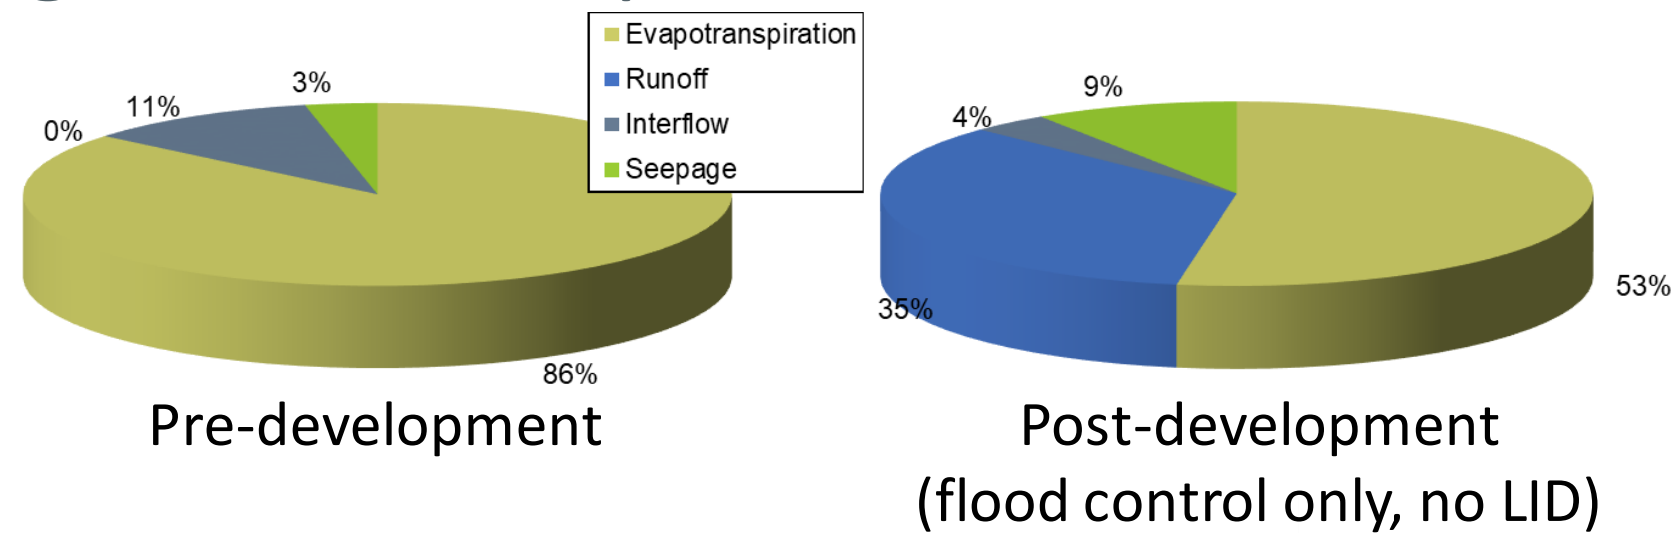 Evapotranspiration
Runoff
Interflow
Seepage
0%
11%
3%
86%
Pre-development
4%
9%
35%
53%
Post-development
(flood control only, no LID)